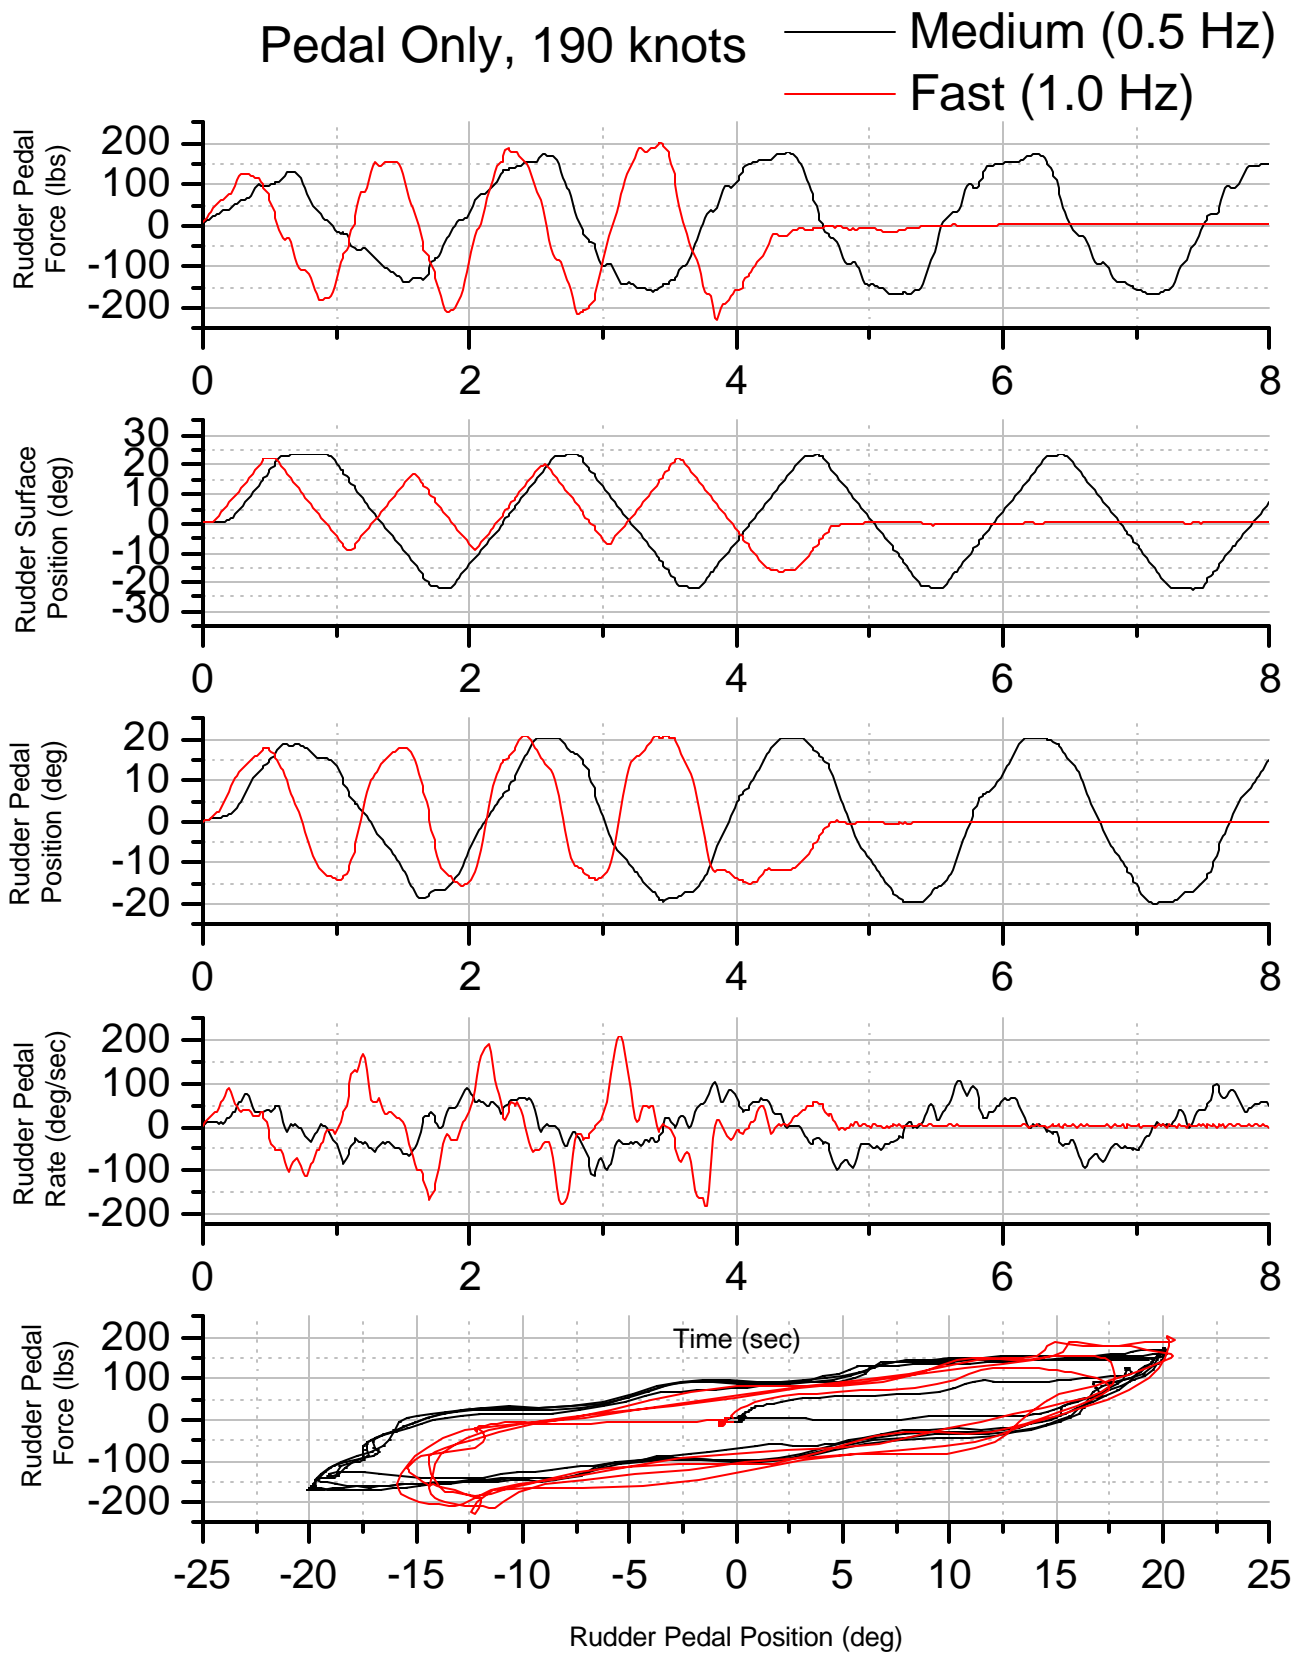 Pedal Only, 190 knots
Medium (0.5 Hz)
Fast (1.0 Hz)
Rudder Pedal
Force (lbs)
200
100
0
-100
-200
0 2 4 6 8
Rudder Surface
Position (deg)
30
20
10
0
-10
-20
-30
0 2 4 6 8
Rudder Pedal
Position (deg)
20
10
0
-10
-20
0 2 4 6 8
Rudder Pedal
Rate (deg/sec)
200
100
0
-100
-200
0 2 4 6 8
Time (sec)
Rudder Pedal
Force (lbs)
200
100
0
-100
-200
-25 -20 -15 -10 -5 0 5 10 15 20 25
Rudder Pedal Position (deg)